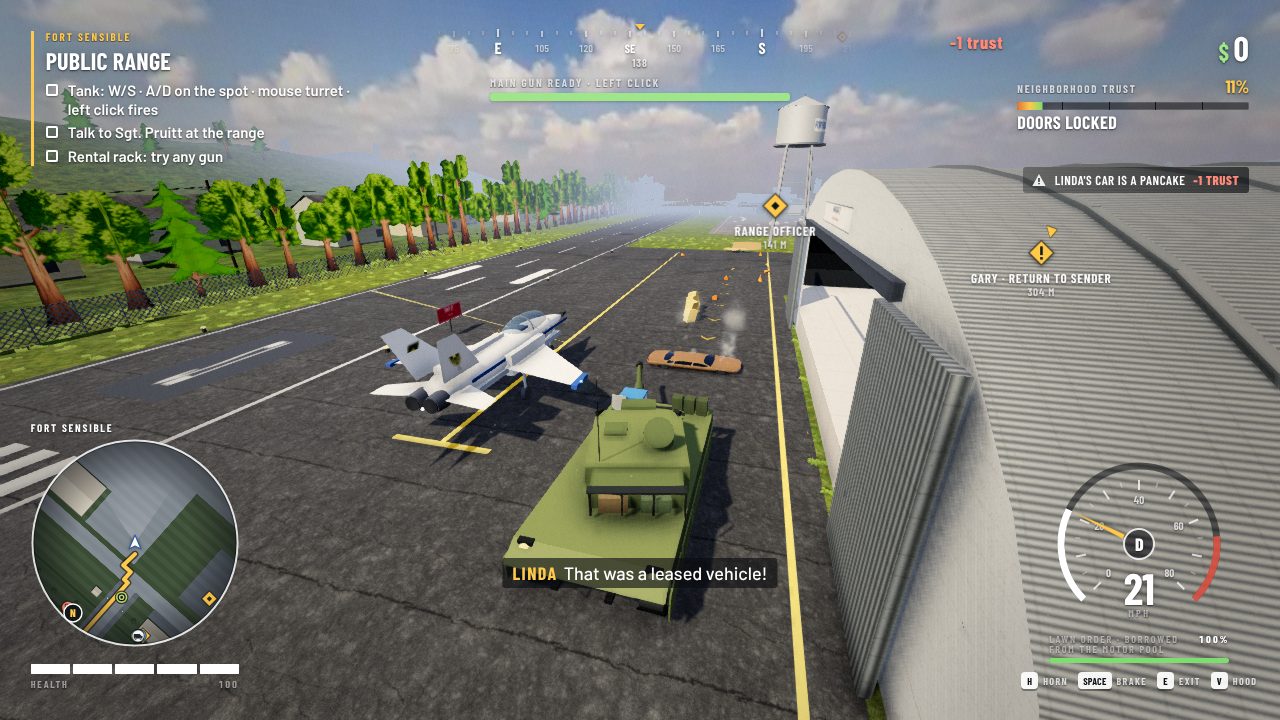 FORT SENSIBLE
PUBLIC RANGE
Tank: W/S · A/D on the spot · mouse turret ·
left click fires
Talk to Sgt. Pruitt at the range
Rental rack: try any gun
E
105
120
SE
150
165
S
195
138
MAIN GUN READY · LEFT CLICK
-1 trust
$0
NEIGHBORHOOD TRUST
11%
DOORS LOCKED
LINDA'S CAR IS A PANCAKE -1 TRUST
RANGE OFFICER
141 M
GARY · RETURN TO SENDER
304 M
FORT SENSIBLE
N
HEALTH
100
LINDA That was a leased vehicle!
0
20
40
60
80
D
21
MPH
LAWN ORDER · BORROWED
FROM THE MOTOR POOL
100%
H HORN SPACE BRAKE E EXIT V HOOD